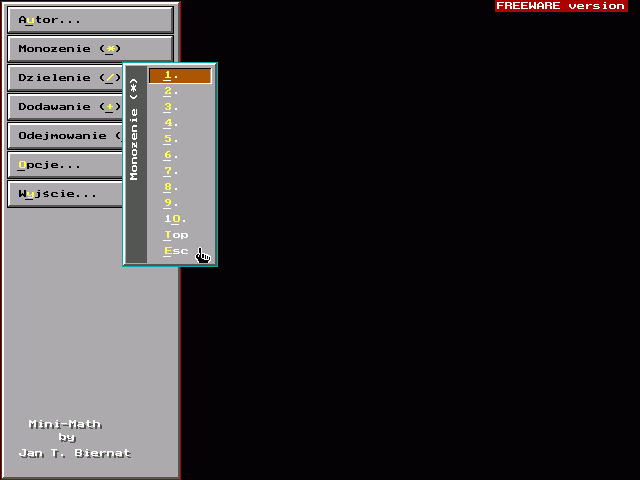 FREEWARE version
Autor...
Monozenie (*)
Dzielenie (/)
Dodawanie (+)
Odejmowanie (
Opcje...
Wyjście...
Monozenie (*)
1.
2.
3.
4.
5.
6.
7.
8.
9.
10.
Top
Esc
Mini-Math
by
Jan T. Biernat